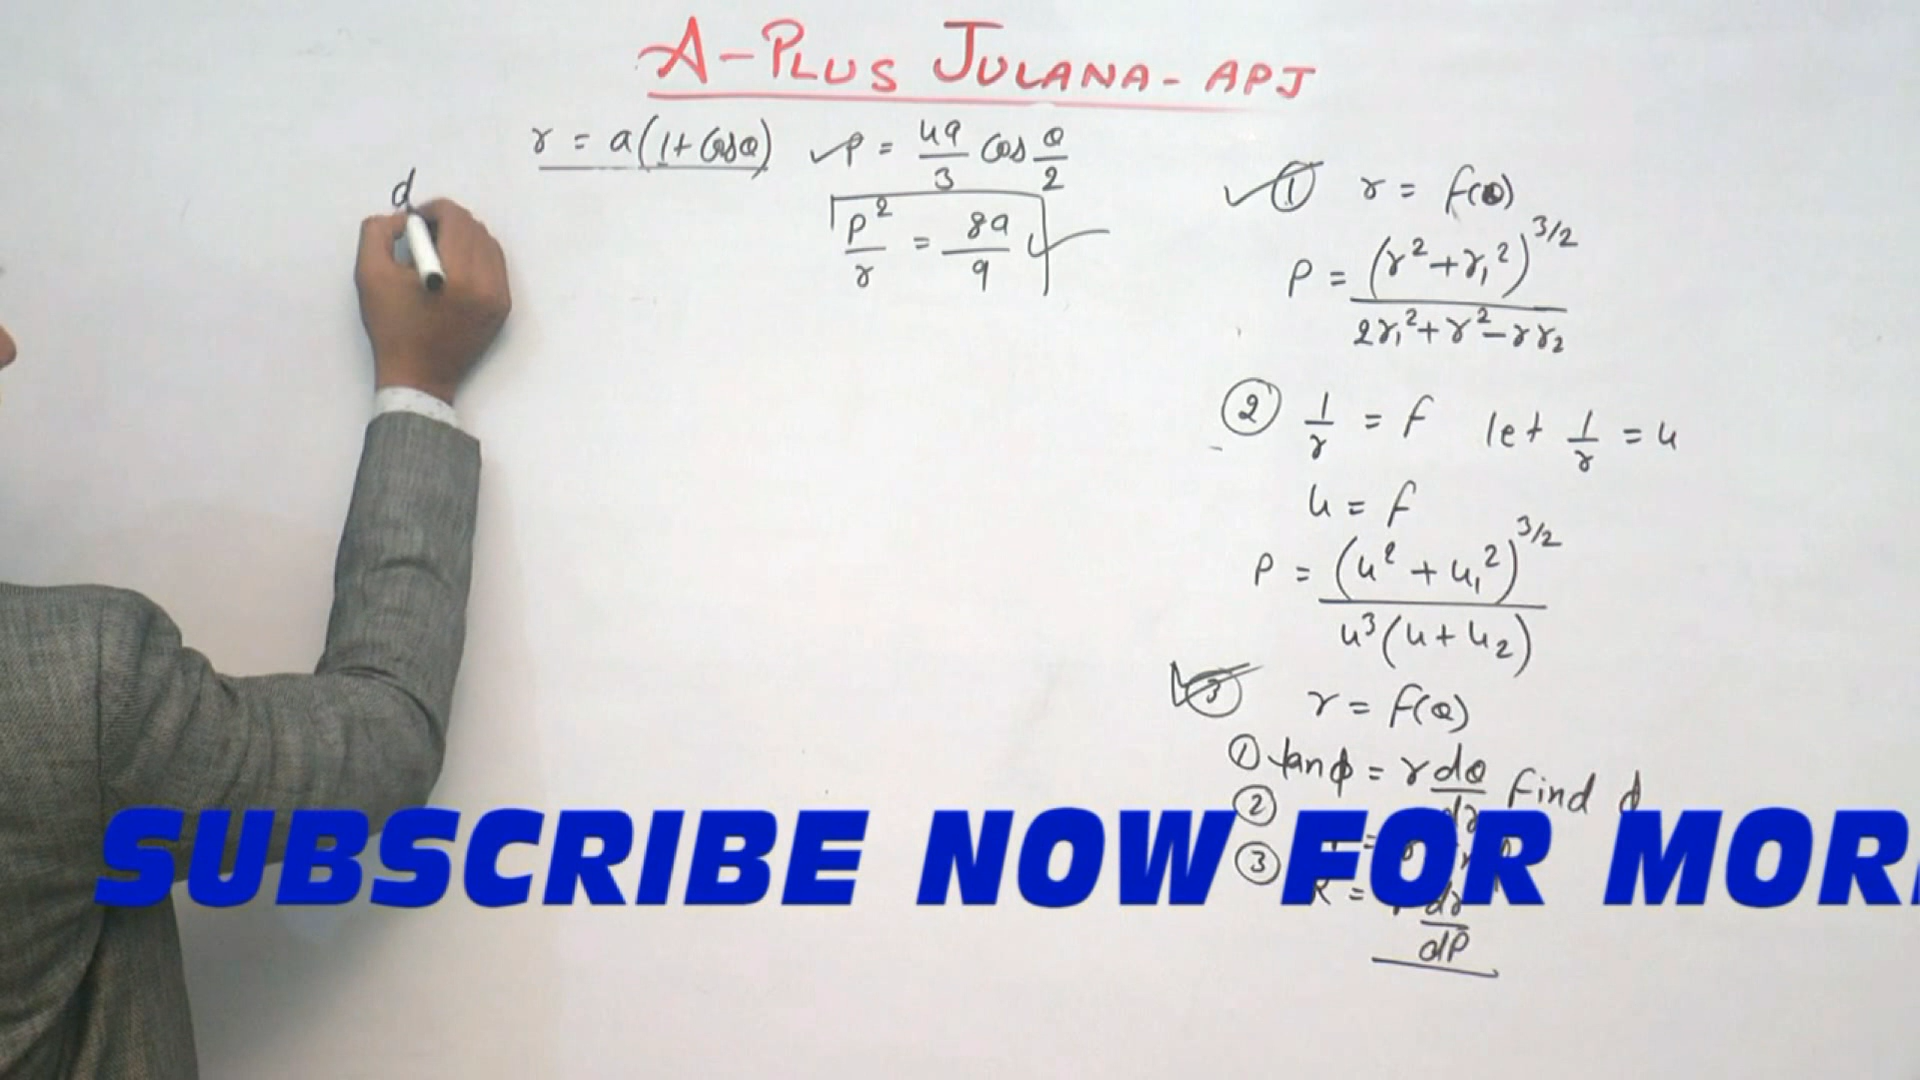 A-PLUS JULANA - APJ
r = a(1+Cosθ) ρ = 4a/3 Cos θ/2
ρ²/r = 8a/9
d
① r = f(θ)
ρ = (r²+r₁²)^3/2 / 2r₁²+r²-rr₂
② 1/r = f let 1/r = u
u = f
ρ = (u²+u₁²)^3/2 / u³(u+u₂)
③ r = f(θ)
① tanϕ = r dθ/dr find ϕ
②
③ dr/dP
SUBSCRIBE NOW FOR MOR